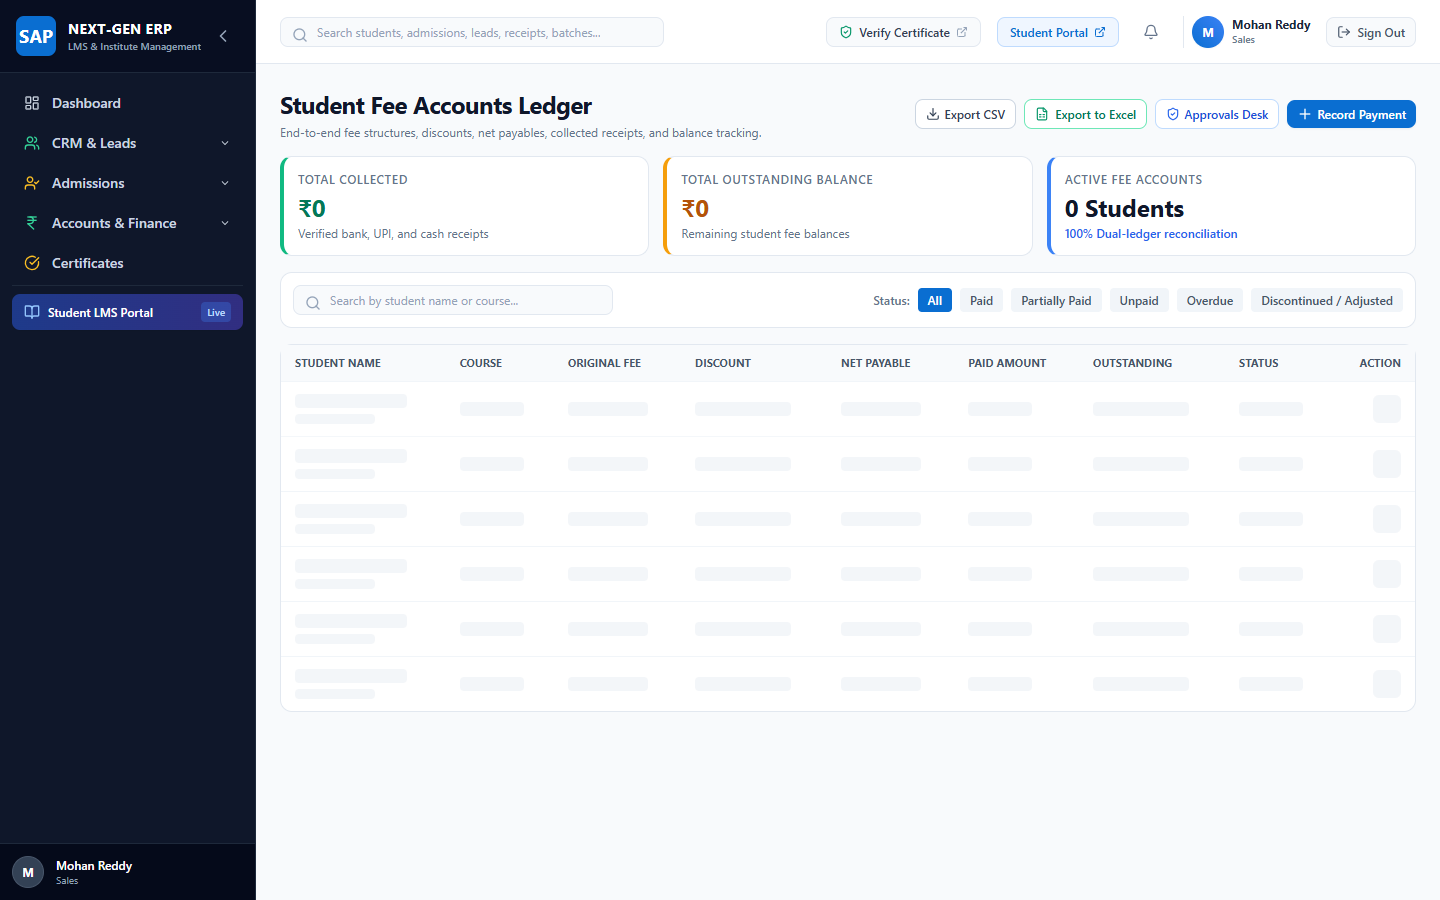 SAP
NEXT-GEN ERP
LMS & Institute Management
Dashboard
CRM & Leads
Admissions
Accounts & Finance
Certificates
Student LMS Portal
Live
Mohan Reddy
M
Sales
Search students, admissions, leads, receipts, batches...
Verify Certificate
Student Portal
M
Mohan Reddy
Sales
Sign Out
Student Fee Accounts Ledger
End-to-end fee structures, discounts, net payables, collected receipts, and balance tracking.
Export CSV
Export to Excel
Approvals Desk
Record Payment
TOTAL COLLECTED
₹0
Verified bank, UPI, and cash receipts
TOTAL OUTSTANDING BALANCE
₹0
Remaining student fee balances
ACTIVE FEE ACCOUNTS
0 Students
100% Dual-ledger reconciliation
Search by student name or course...
Status:
All
Paid
Partially Paid
Unpaid
Overdue
Discontinued / Adjusted
STUDENT NAME
COURSE
ORIGINAL FEE
DISCOUNT
NET PAYABLE
PAID AMOUNT
OUTSTANDING
STATUS
ACTION